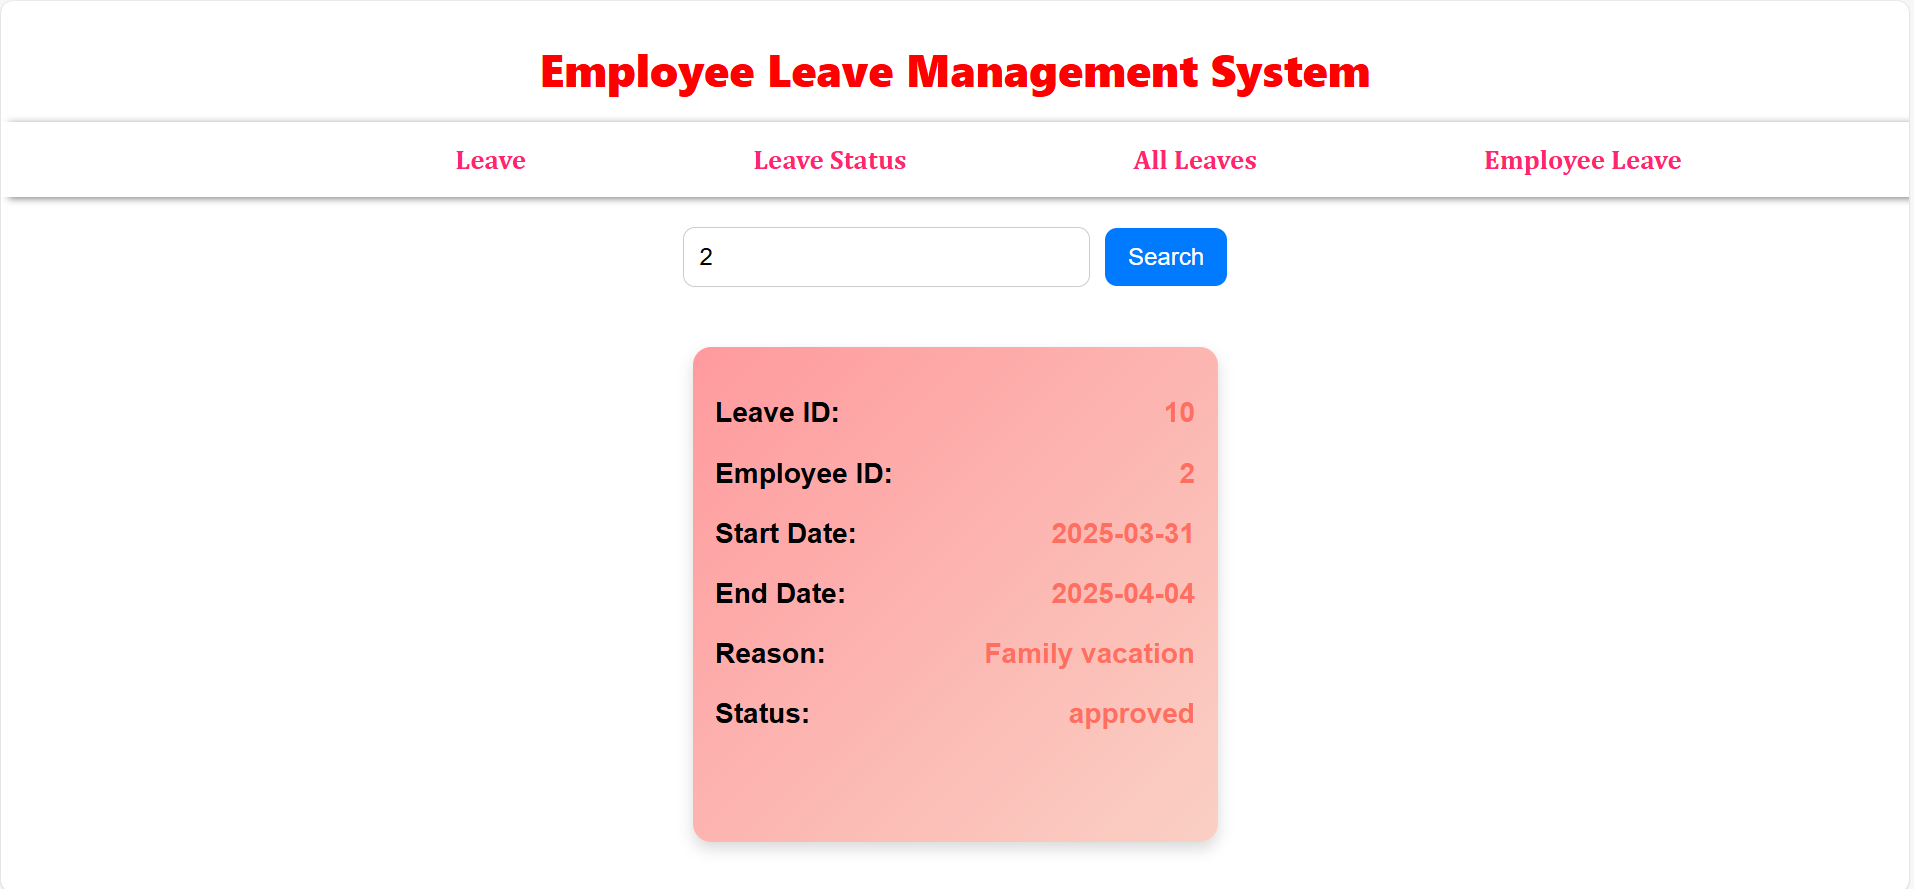 Employee Leave Management System
Leave Leave Status All Leaves Employee Leave
2 Search
Leave ID: 10
Employee ID: 2
Start Date: 2025-03-31
End Date: 2025-04-04
Reason: Family vacation
Status: approved